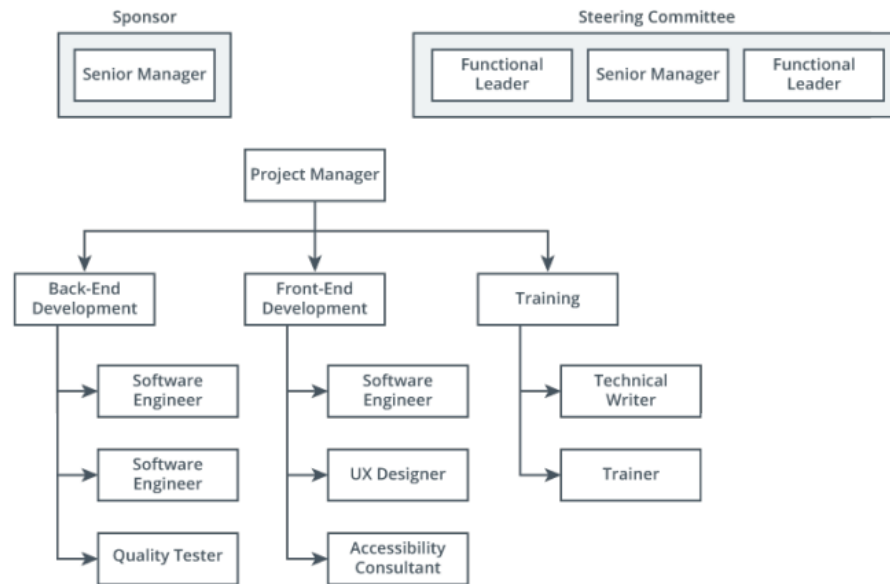 Sponsor
Steering Committee
Senior Manager
Functional
Leader
Senior Manager
Functional
Leader
Project Manager
Back-End
Development
Front-End
Development
Training
Software
Engineer
Software
Engineer
Technical
Writer
Software
Engineer
UX Designer
Trainer
Quality Tester
Accessibility
Consultant